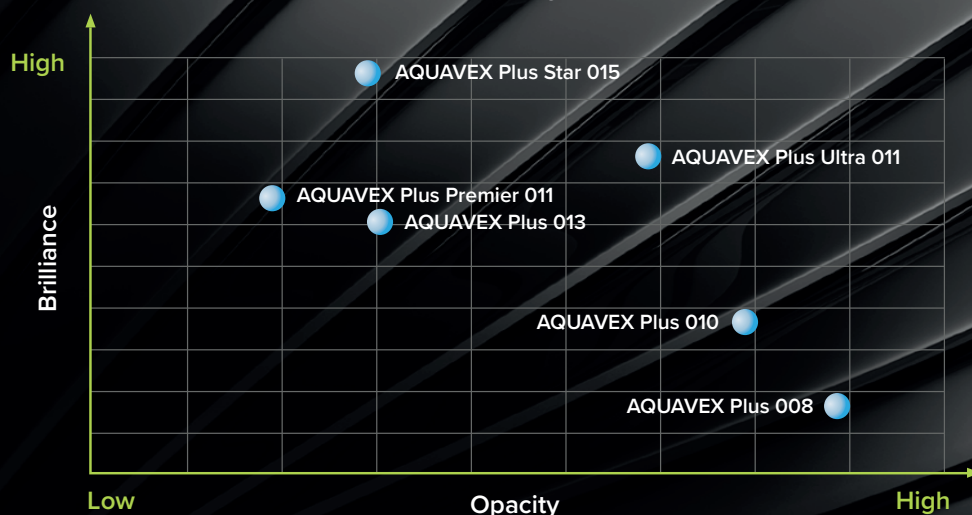 High
AQUAVEX Plus Star 015
AQUAVEX Plus Ultra 011
AQUAVEX Plus Premier 011
AQUAVEX Plus 013
Brilliance
AQUAVEX Plus 010
AQUAVEX Plus 008
Low
Opacity
High